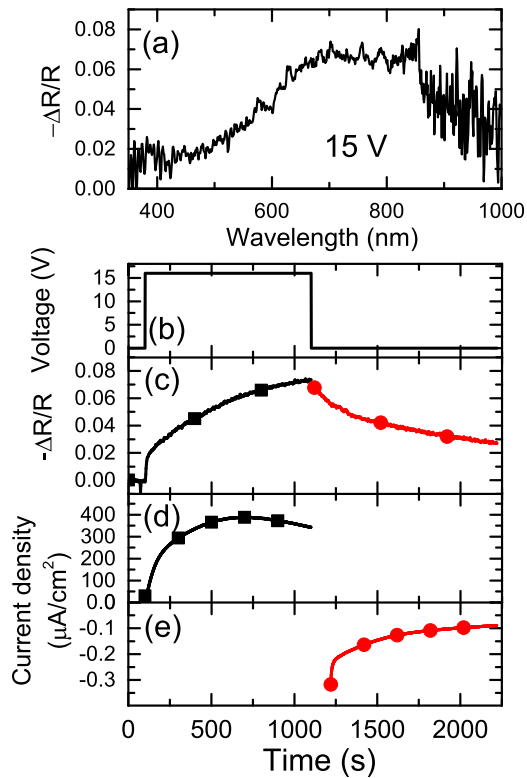 (a)
0.08
0.06
0.04
0.02
0.00
−ΔR/R
15 V
400 600 800 1000
Wavelength (nm)
(b)
15
10
5
0
Voltage (V)
(c)
0.08
0.06
0.04
0.02
0.00
-ΔR/R
(d)
400
300
200
100
0.0
(e)
-0.1
-0.2
-0.3
Current density
(μA/cm²)
0 500 1000 1500 2000
Time (s)